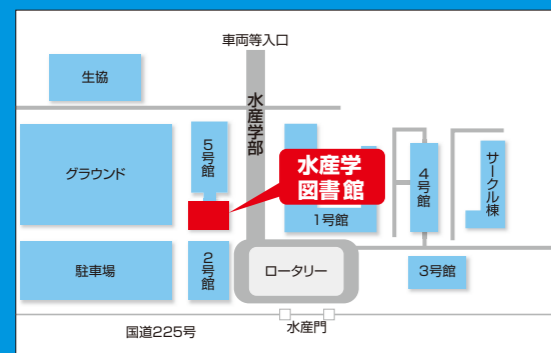 車両等入口
生協
水産学部
5号館
水産学
図書館
グラウンド
1号館
4号館
サークル棟
駐車場
2号館
ロータリー
3号館
国道225号
水産門